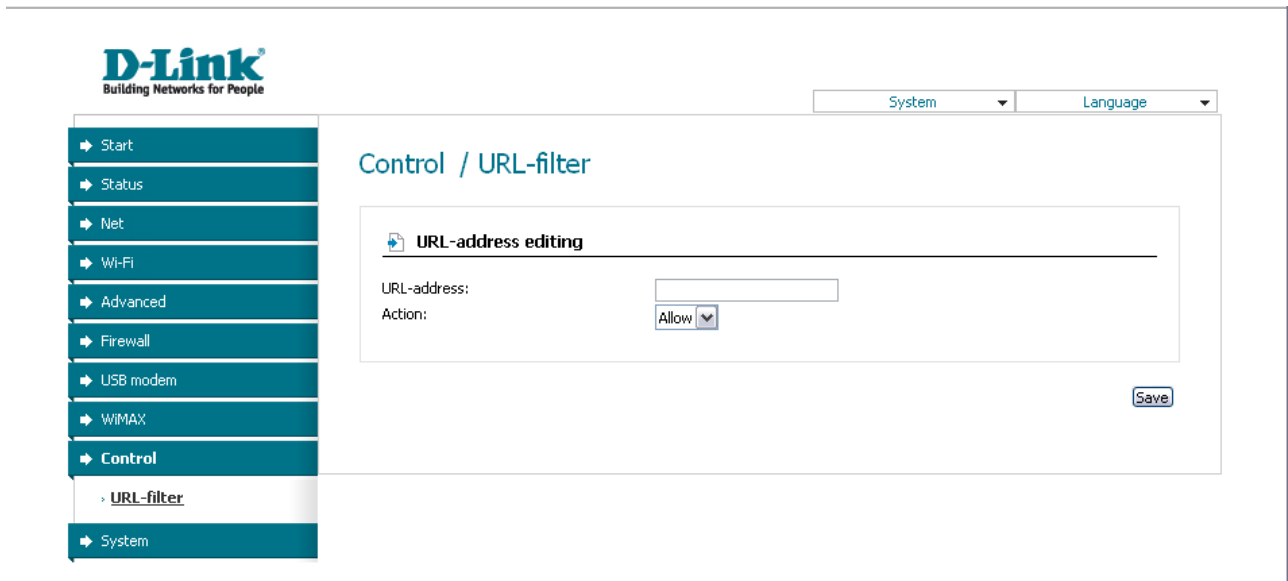 D-Link
Building Networks for People
System Language
Start
Status
Net
Wi-Fi
Advanced
Firewall
USB modem
WiMAX
Control
URL-filter
System
Control / URL-filter
URL-address editing
URL-address:
Action: Allow
Save